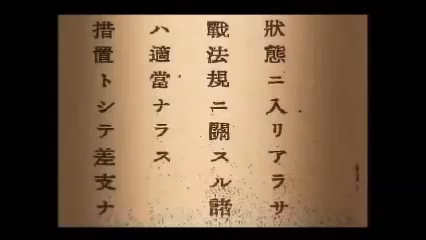 狀態ニ入リアラサ
戰法規ニ關スル諸
ハ適當ナラス
措置トシテ差支ナ